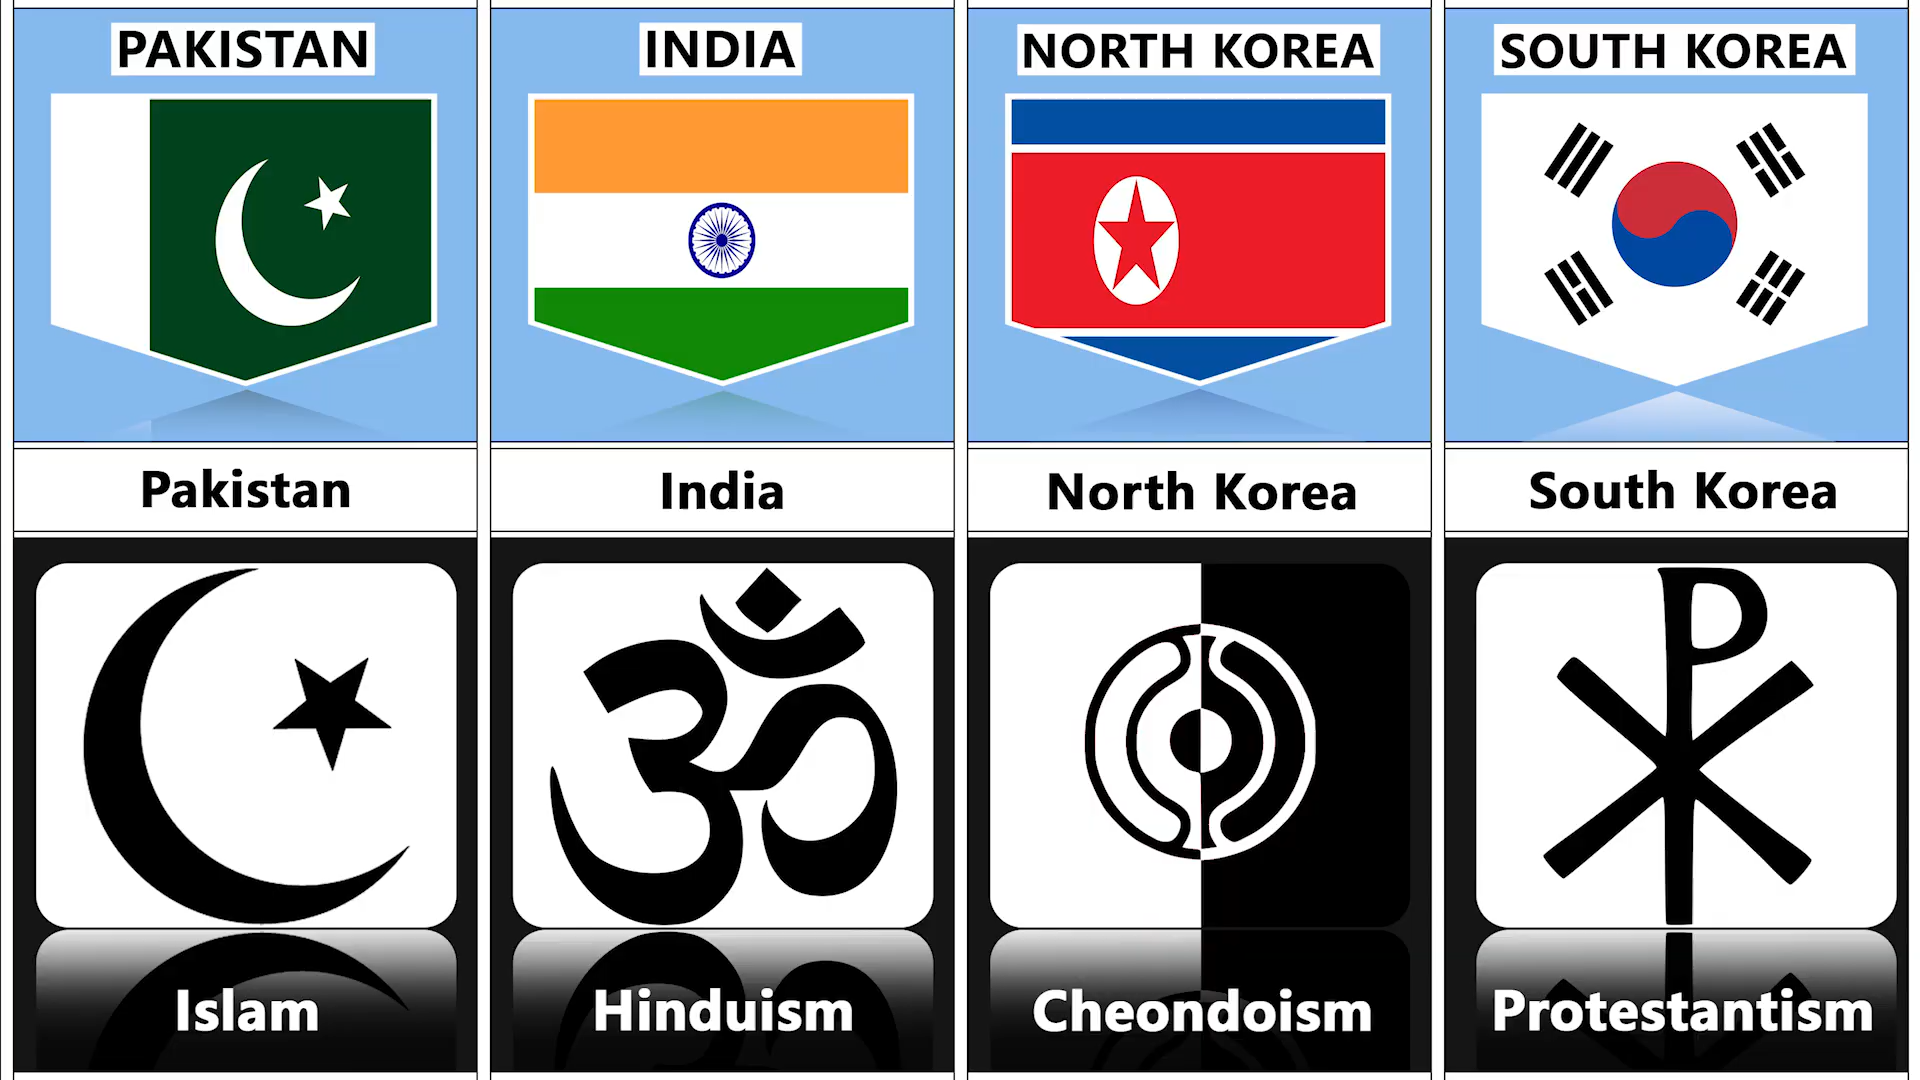 PAKISTAN
INDIA
NORTH KOREA
SOUTH KOREA
Pakistan
India
North Korea
South Korea
Islam
Hinduism
Cheondoism
Protestantism